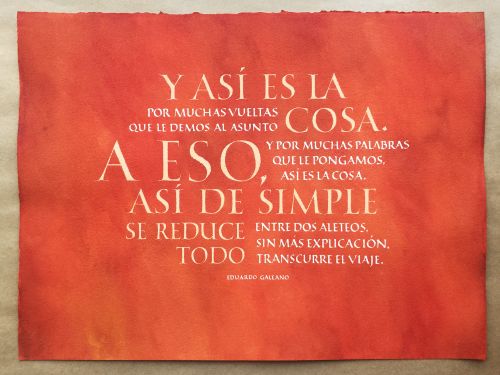 Y ASÍ ES LA
POR MUCHAS VUELTAS
QUE LE DEMOS AL ASUNTO
COSA.
A ESO,
Y POR MUCHAS PALABRAS
QUE LE PONGAMOS,
ASÍ ES LA COSA.
ASÍ DE SIMPLE
SE REDUCE
TODO
ENTRE DOS ALETEOS,
SIN MAS EXPLICACIÓN,
TRANSCURRE EL VIAJE.
EDUARDO GALEANO